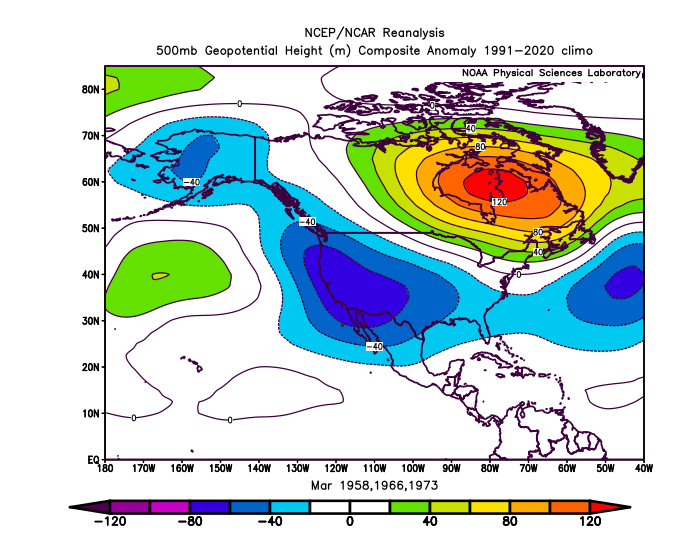 NCEP/NCAR Reanalysis
500mb Geopotential Height (m) Composite Anomaly 1991-2020 climo
NOAA Physical Sciences Laboratory
80N
70N
60N
50N
40N
30N
20N
10N
EQ
0
0
40
80
120
-40
-40
80
40
0
-40
0
0
180 170W 160W 150W 140W 130W 120W 110W 100W 90W 80W 70W 60W 50W 40W
Mar 1958,1966,1973
-120 -80 -40 0 40 80 120